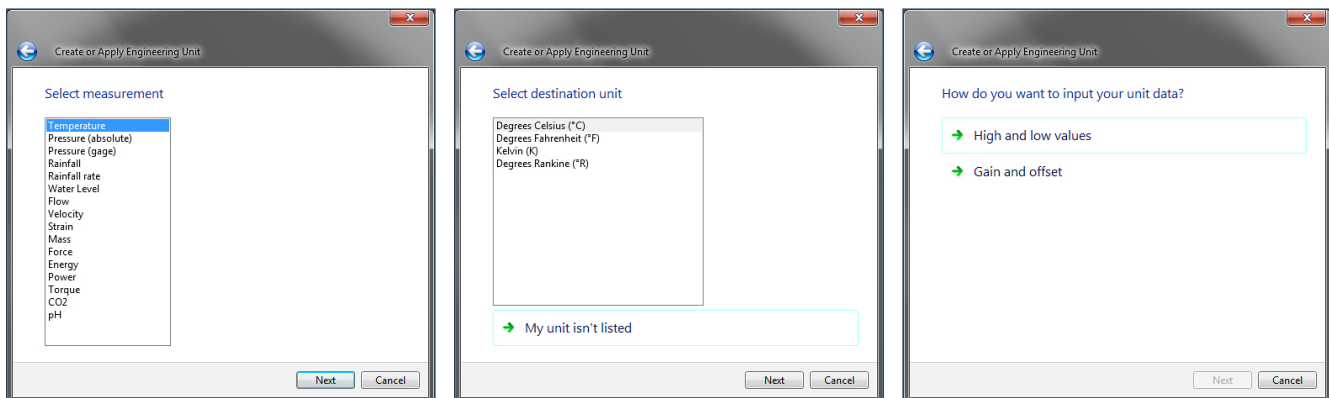 Create or Apply Engineering Unit
Select measurement
Temperature
Pressure (absolute)
Pressure (gage)
Rainfall
Rainfall rate
Water Level
Flow
Velocity
Strain
Mass
Force
Energy
Power
Torque
CO2
pH
Next
Cancel
Create or Apply Engineering Unit
Select destination unit
Degrees Celsius (°C)
Degrees Fahrenheit (°F)
Kelvin (K)
Degrees Rankine (°R)
My unit isn't listed
Next
Cancel
Create or Apply Engineering Unit
How do you want to input your unit data?
High and low values
Gain and offset
Next
Cancel